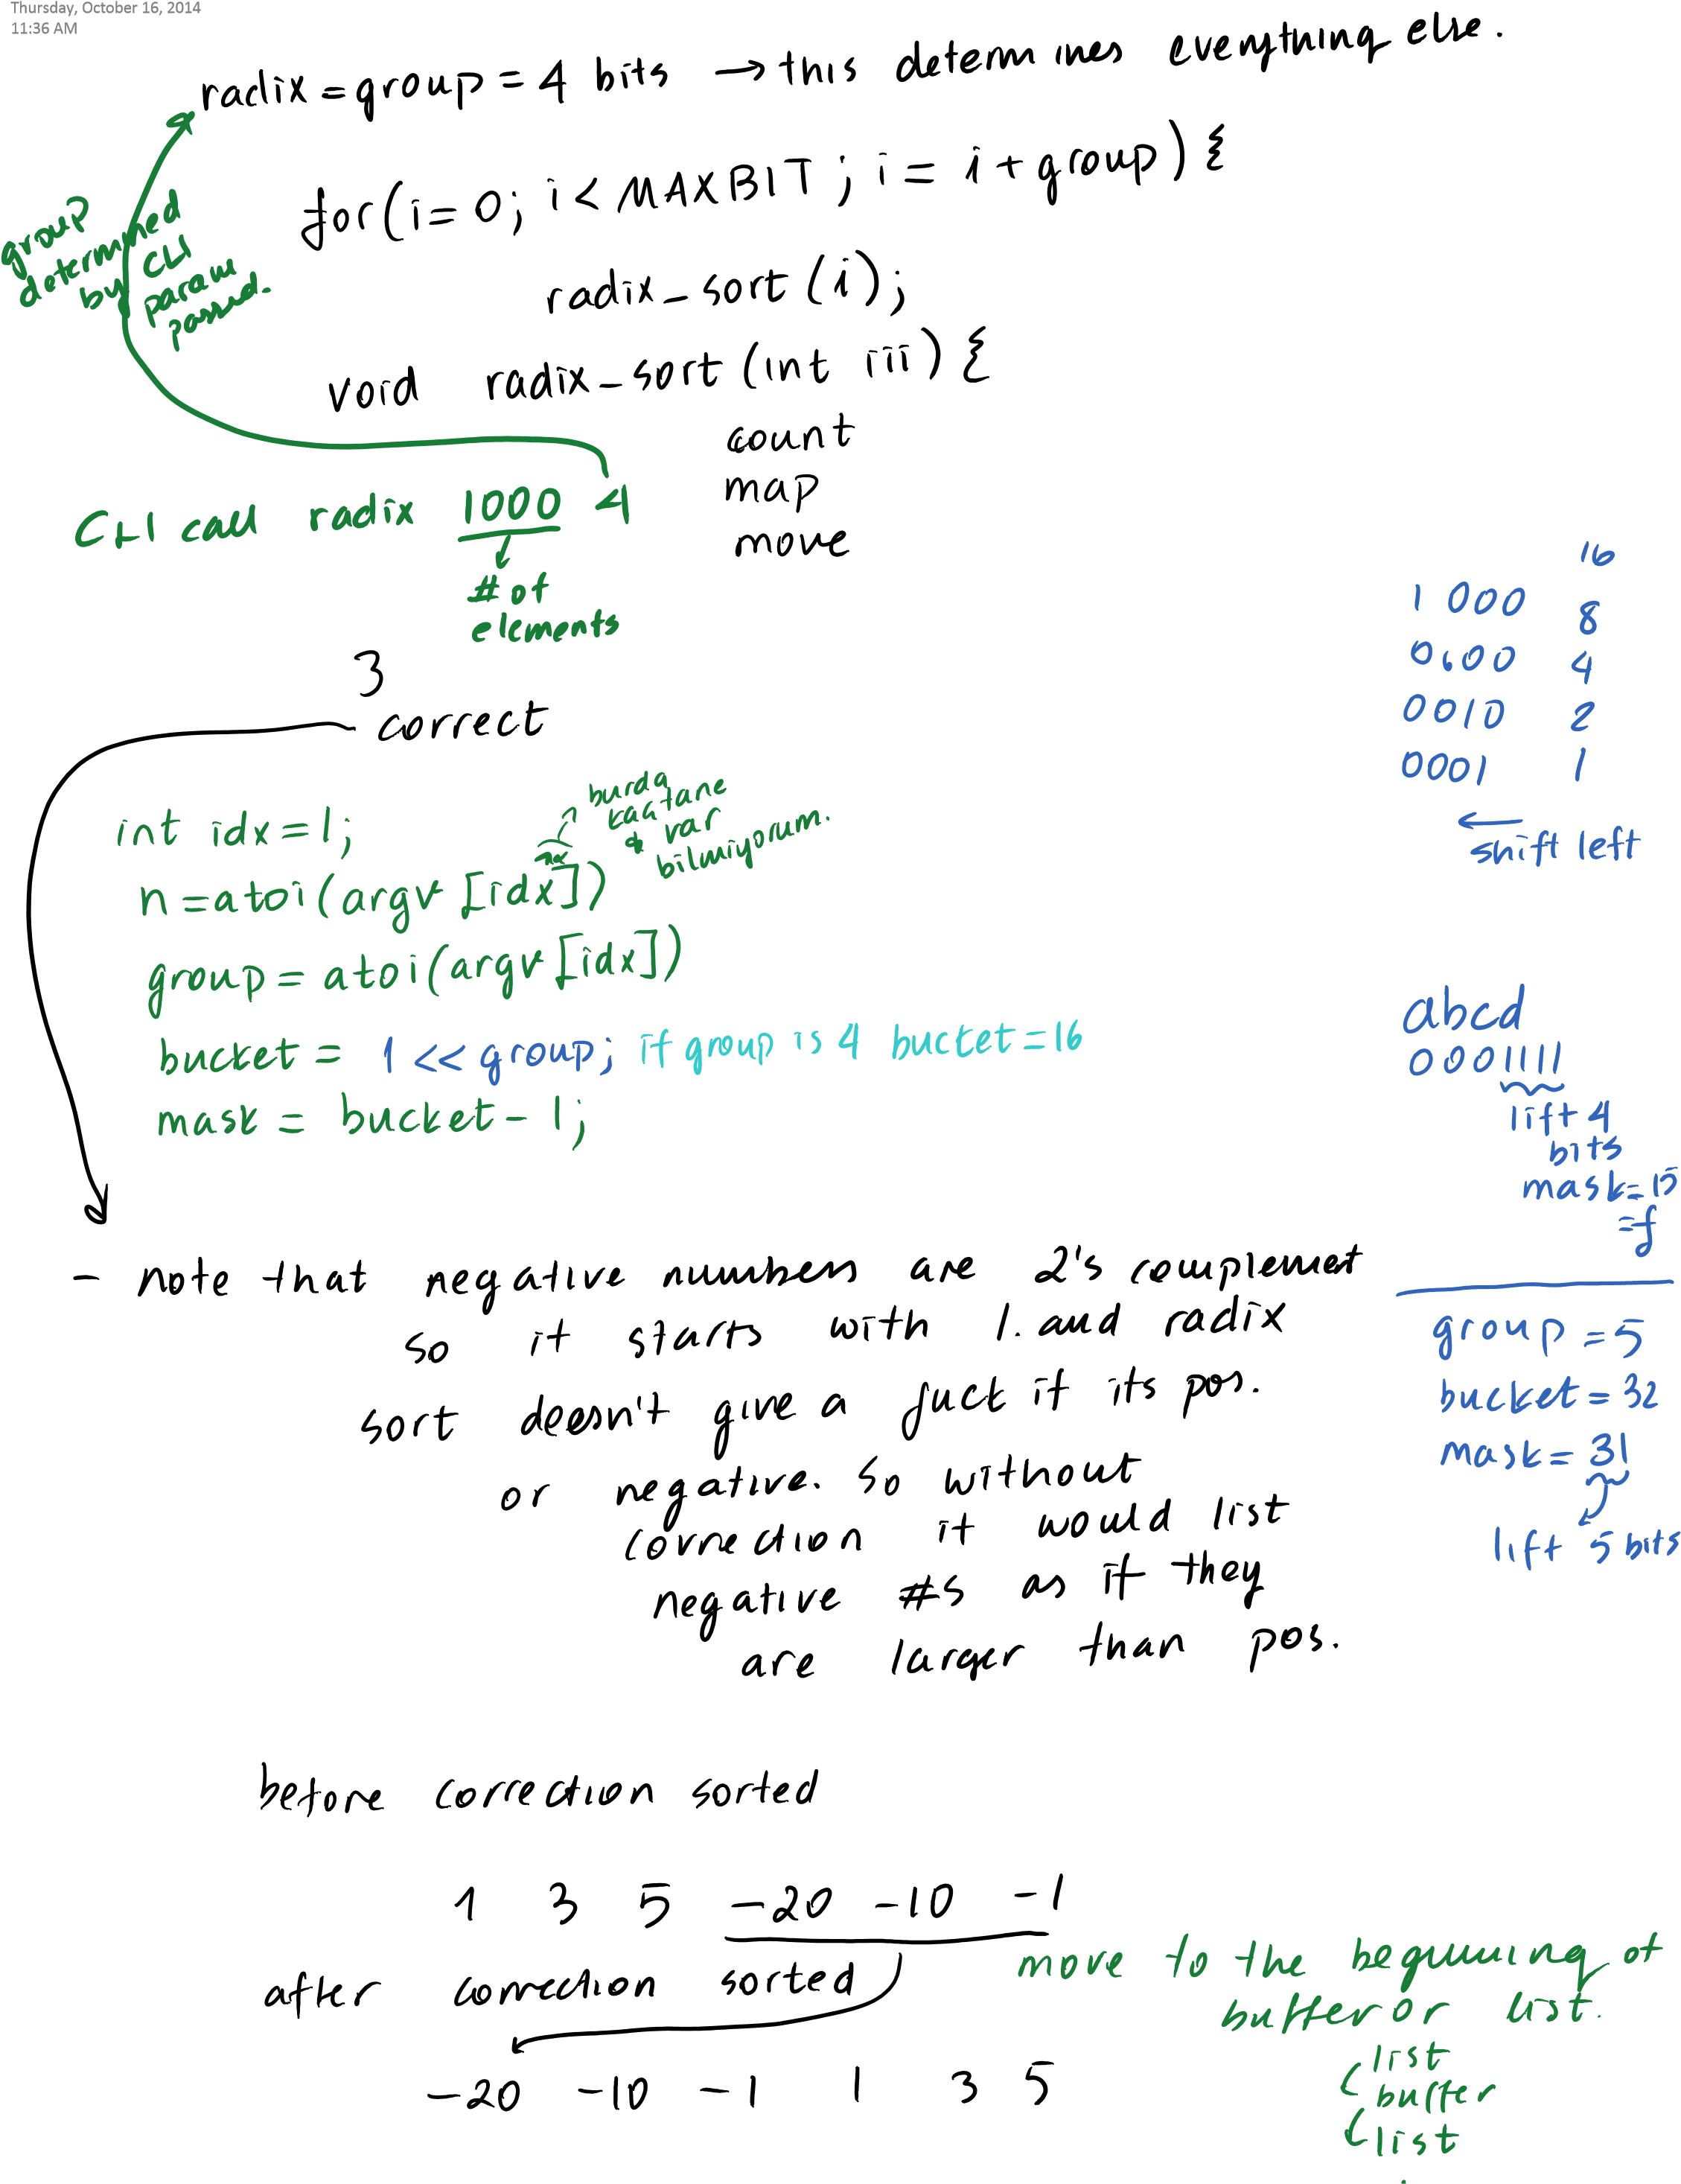 Thursday, October 16, 2014
11:36 AM
radix = group = 4 bits → this determines everything else.
for(i=0; i< MAXBIT ; i = i + group) {
radix_sort (i);
group
determined
by CLI
param
passed.
void radix_sort (int iii) {
count
map
move
CLI call radix 1000 4
# of
elements
16
1 000 8
0100 4
0010 2
0001 1
←
shift left
3
correct
int idx=1;
n=atoi(argv [idx])
burda
kaç tane
* var
bilmiyorum.
group = atoi(argv [idx])
bucket = 1 << group; if group is 4 bucket=16
mask = bucket - 1;
abcd
0001111
lift 4
bits
mask=15
=f
group =5
bucket = 32
mask = 31
lift 5 bits
- note that negative numbers are 2's complement
so it starts with 1. and radix
sort doesn't give a fuck if its pos.
or negative. so without
correction it would list
negative #s as if they
are larger than pos.
before correction sorted
1 3 5 -20 -10 -1
after correction sorted
move to the beginning of
buffer or list.
list
buffer
list
-20 -10 -1 1 3 5